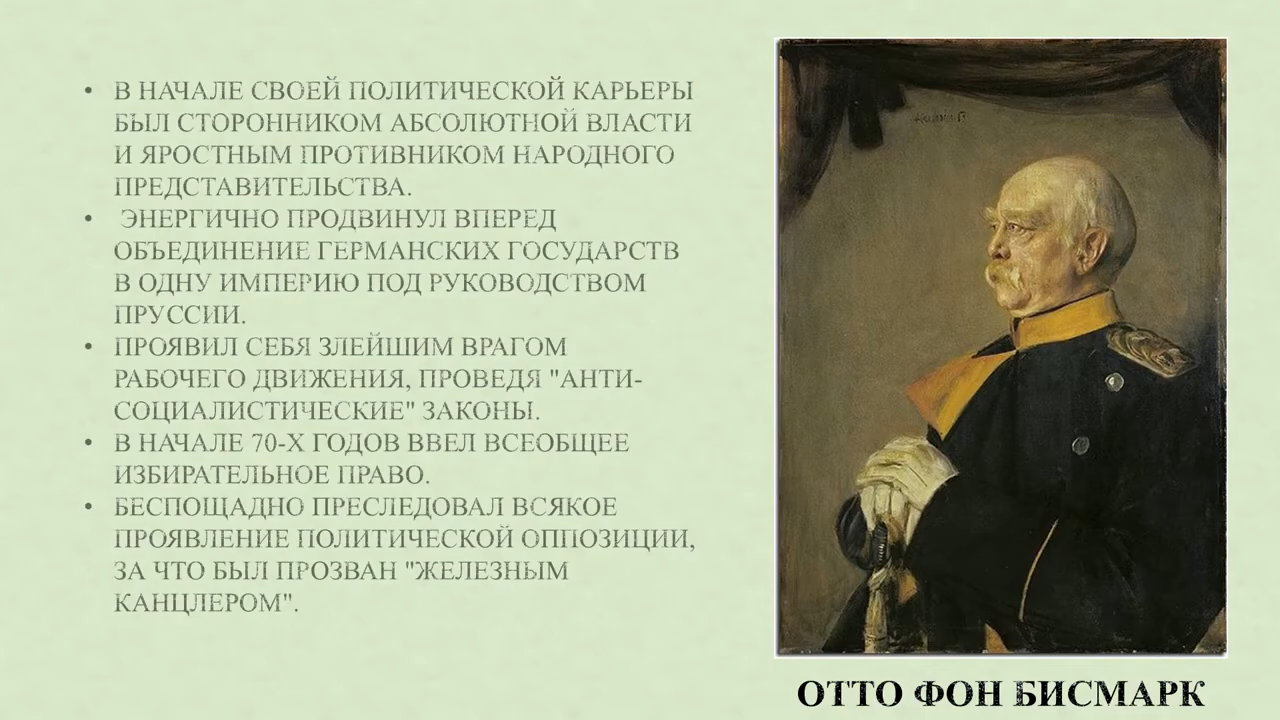 • В НАЧАЛЕ СВОЕЙ ПОЛИТИЧЕСКОЙ КАРЬЕРЫ
БЫЛ СТОРОННИКОМ АБСОЛЮТНОЙ ВЛАСТИ
И ЯРОСТНЫМ ПРОТИВНИКОМ НАРОДНОГО
ПРЕДСТАВИТЕЛЬСТВА.
• ЭНЕРГИЧНО ПРОДВИНУЛ ВПЕРЕД
ОБЪЕДИНЕНИЕ ГЕРМАНСКИХ ГОСУДАРСТВ
В ОДНУ ИМПЕРИЮ ПОД РУКОВОДСТВОМ
ПРУССИИ.
• ПРОЯВИЛ СЕБЯ ЗЛЕЙШИМ ВРАГОМ
РАБОЧЕГО ДВИЖЕНИЯ, ПРОВЕДЯ "АНТИ-
СОЦИАЛИСТИЧЕСКИЕ" ЗАКОНЫ.
• В НАЧАЛЕ 70-Х ГОДОВ ВВЕЛ ВСЕОБЩЕЕ
ИЗБИРАТЕЛЬНОЕ ПРАВО.
• БЕСПОЩАДНО ПРЕСЛЕДОВАЛ ВСЯКОЕ
ПРОЯВЛЕНИЕ ПОЛИТИЧЕСКОЙ ОППОЗИЦИИ,
ЗА ЧТО БЫЛ ПРОЗВАН "ЖЕЛЕЗНЫМ
КАНЦЛЕРОМ".
ОТТО ФОН БИСМАРК